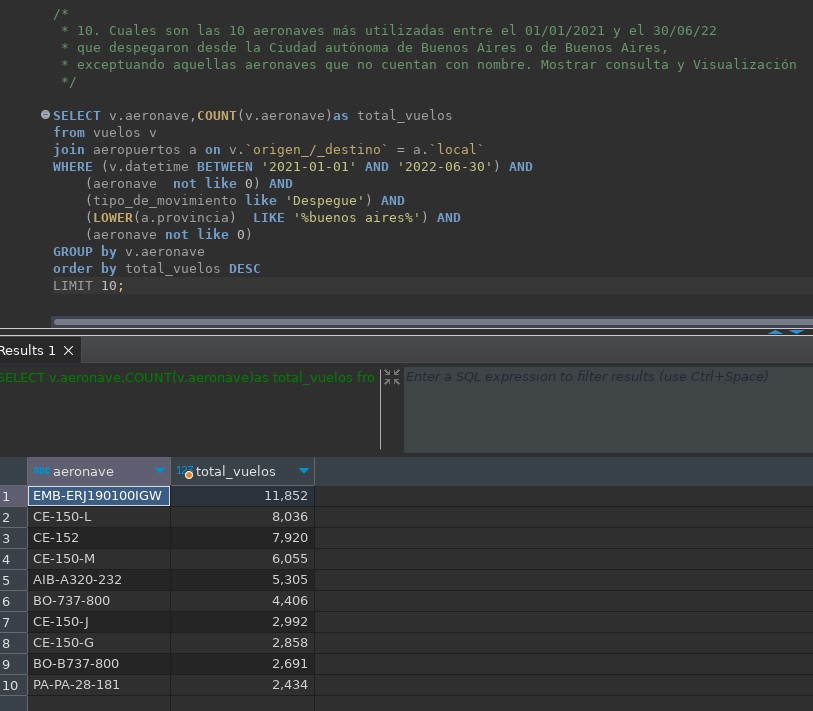 /*
 * 10. Cuales son las 10 aeronaves más utilizadas entre el 01/01/2021 y el 30/06/22
 * que despegaron desde la Ciudad autónoma de Buenos Aires o de Buenos Aires,
 * exceptuando aquellas aeronaves que no cuentan con nombre. Mostrar consulta y Visualización
 */
SELECT v.aeronave,COUNT(v.aeronave)as total_vuelos
from vuelos v
join aeropuertos a on v.`origen_/_destino` = a.`local`
WHERE (v.datetime BETWEEN '2021-01-01' AND '2022-06-30') AND
    (aeronave  not like 0) AND
    (tipo_de_movimiento like 'Despegue') AND
    (LOWER(a.provincia)  LIKE '%buenos aires%') AND
    (aeronave not like 0)
GROUP by v.aeronave
order by total_vuelos DESC
LIMIT 10;
Results 1
SELECT v.aeronave,COUNT(v.aeronave)as total_vuelos fro
Enter a SQL expression to filter results (use Ctrl+Space)
abc aeronave 123 total_vuelos
1 EMB-ERJ190100IGW 11,852
2 CE-150-L 8,036
3 CE-152 7,920
4 CE-150-M 6,055
5 AIB-A320-232 5,305
6 BO-737-800 4,406
7 CE-150-J 2,992
8 CE-150-G 2,858
9 BO-B737-800 2,691
10 PA-PA-28-181 2,434